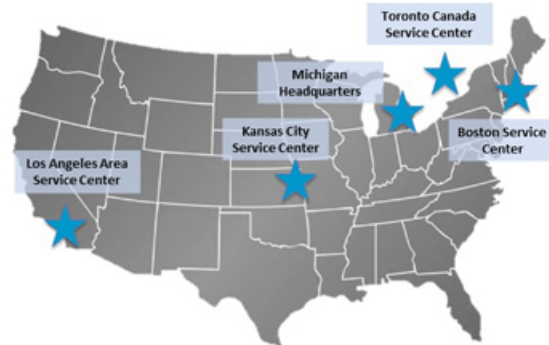 Toronto Canada
Service Center
Michigan
Headquarters
Kansas City
Service Center
Boston Service
Center
Los Angeles Area
Service Center